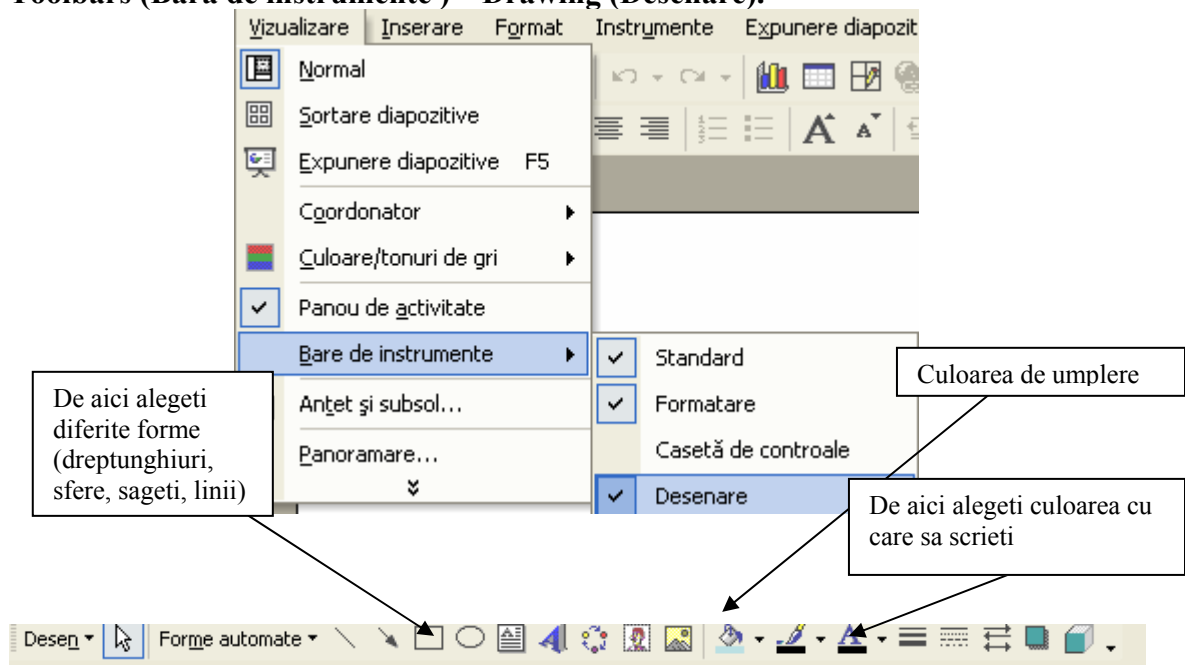 Toolbars (Bara de instrumente ) – Drawing (Desenare).
Vizualizare Inserare Format Instrumente Expunere diapozit
Normal
Sortare diapozitive
Expunere diapozitive F5
Coordonator
Culoare/tonuri de gri
Panou de activitate
Bare de instrumente
Antet și subsol...
Panoramare...
Standard
Formatare
Casetă de controale
Desenare
De aici alegeti
diferite forme
(dreptunghiuri,
sfere, sageti, linii)
Culoarea de umplere
De aici alegeti culoarea cu
care sa scrieti
Desen Forme automate